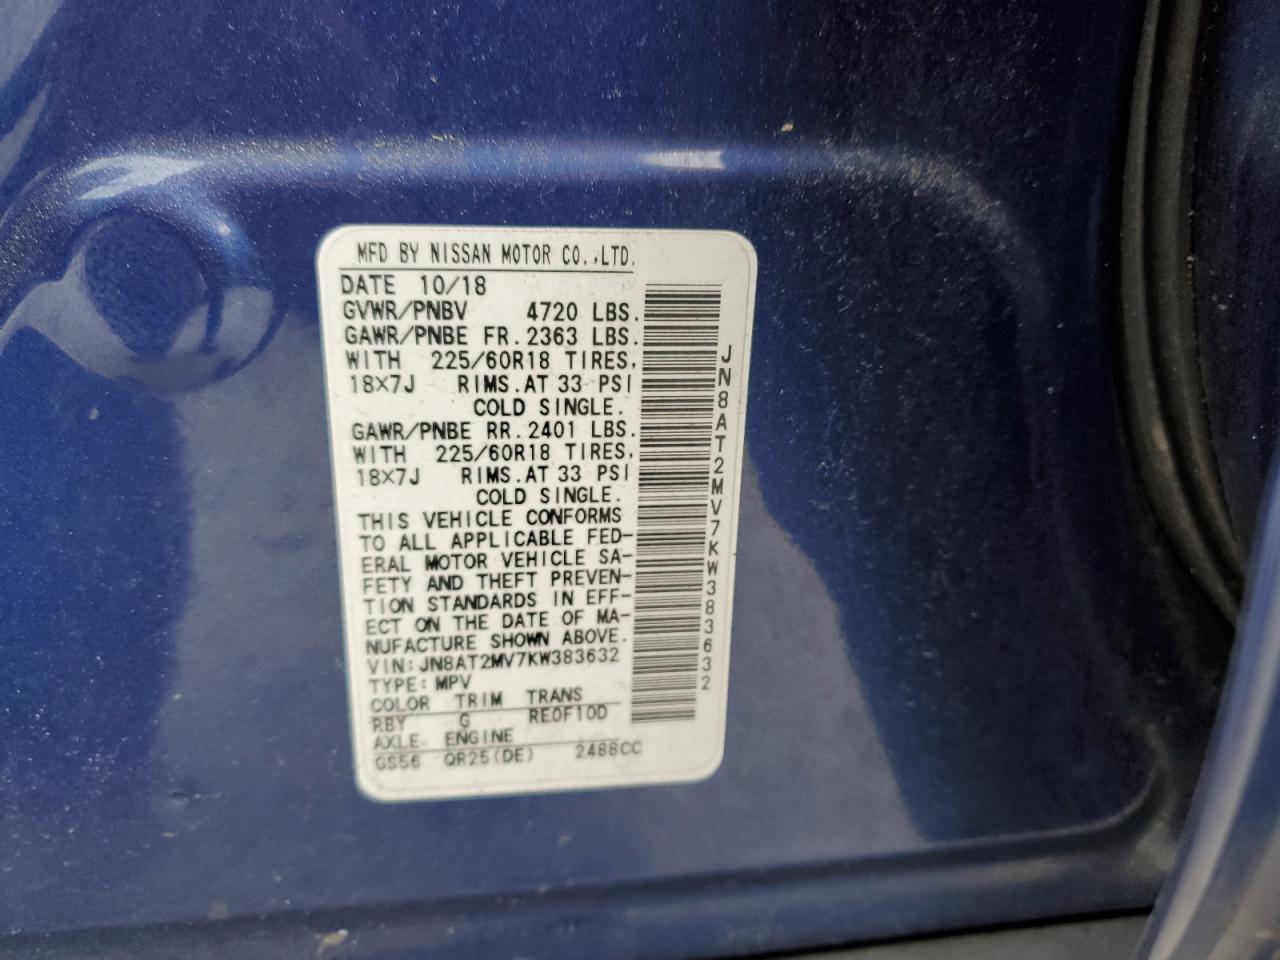 MFD BY NISSAN MOTOR CO.,LTD.
DATE 10/18
GVWR/PNBV 4720 LBS.
GAWR/PNBE FR. 2363 LBS.
WITH 225/60R18 TIRES,
18×7J RIMS. AT 33 PSI
COLD SINGLE.
GAWR/PNBE RR. 2401 LBS.
WITH 225/60R18 TIRES,
18×7J RIMS. AT 33 PSI
COLD SINGLE.
THIS VEHICLE CONFORMS
TO ALL APPLICABLE FED-
ERAL MOTOR VEHICLE SA-
FETY AND THEFT PREVEN-
TION STANDARDS IN EFF-
ECT ON THE DATE OF MA-
NUFACTURE SHOWN ABOVE.
VIN: JN8AT2MV7KW383632
TYPE: MPV
COLOR TRIM TRANS
RBY G RE0F10D
AXLE ENGINE
GS56 QR25(DE) 2488CC
JN8AT2MV7KW383632